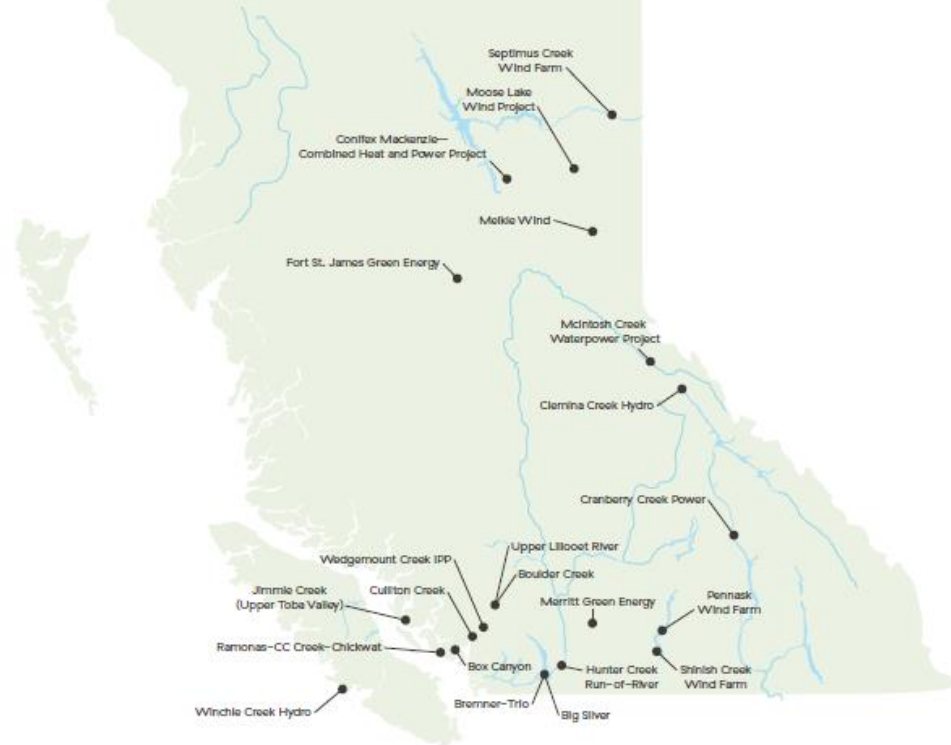 Septimus Creek
Wind Farm
Moose Lake
Wind Project
Conifex Mackenzie—
Combined Heat and Power Project
Meikle Wind
Fort St. James Green Energy
McIntosh Creek
Waterpower Project
Clemina Creek Hydro
Cranberry Creek Power
Upper Lillooet River
Wedgemount Creek IPP
Boulder Creek
Jimmie Creek
(Upper Toba Valley)
Culliton Creek
Merritt Green Energy
Pennask
Wind Farm
Ramonas-CC Creek-Chickwat
Box Canyon
Hunter Creek
Run-of-River
Shinish Creek
Wind Farm
Winchie Creek Hydro
Bremner-Trio
Big Silver